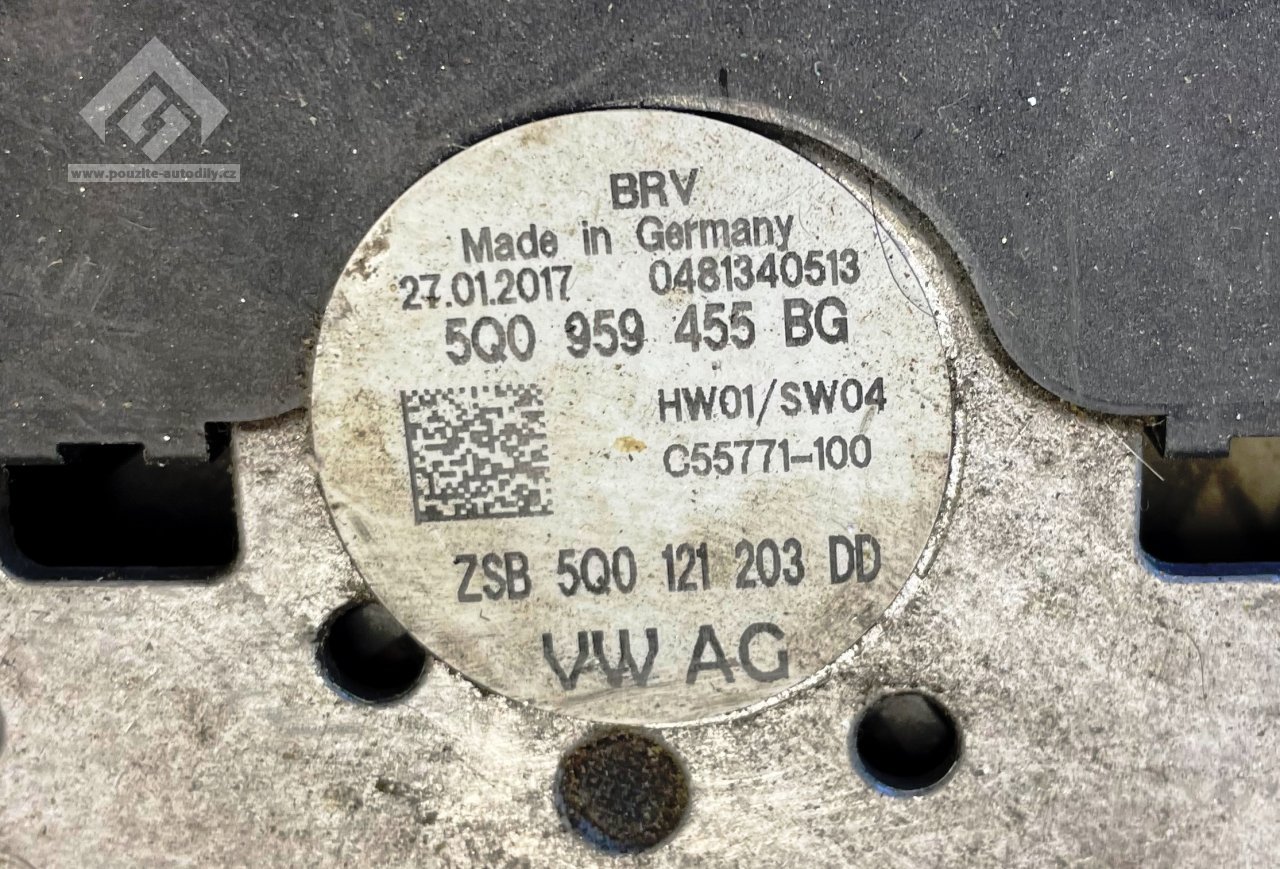 www.pouzite-autodily.cz
BRV
Made in Germany
27.01.2017 0481340513
5Q0 959 455 BG
HW01/SW04
C55771-100
ZSB 5Q0 121 203 DD
VW AG